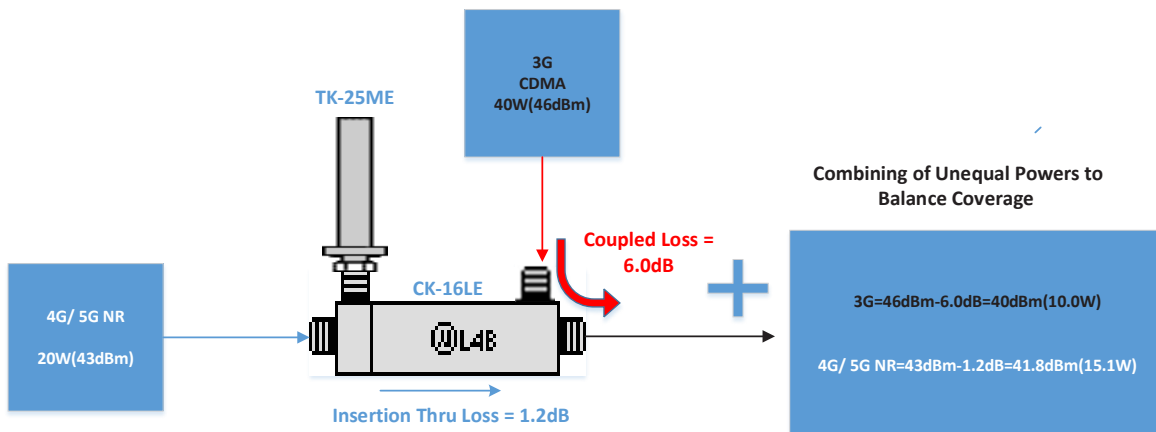 3G
CDMA
40W(46dBm)
TK-25ME
Combining of Unequal Powers to
Balance Coverage
Coupled Loss =
6.0dB
CK-16LE
4G/ 5G NR
20W(43dBm)
@L4B
3G=46dBm-6.0dB=40dBm(10.0W)
4G/ 5G NR=43dBm-1.2dB=41.8dBm(15.1W)
Insertion Thru Loss = 1.2dB